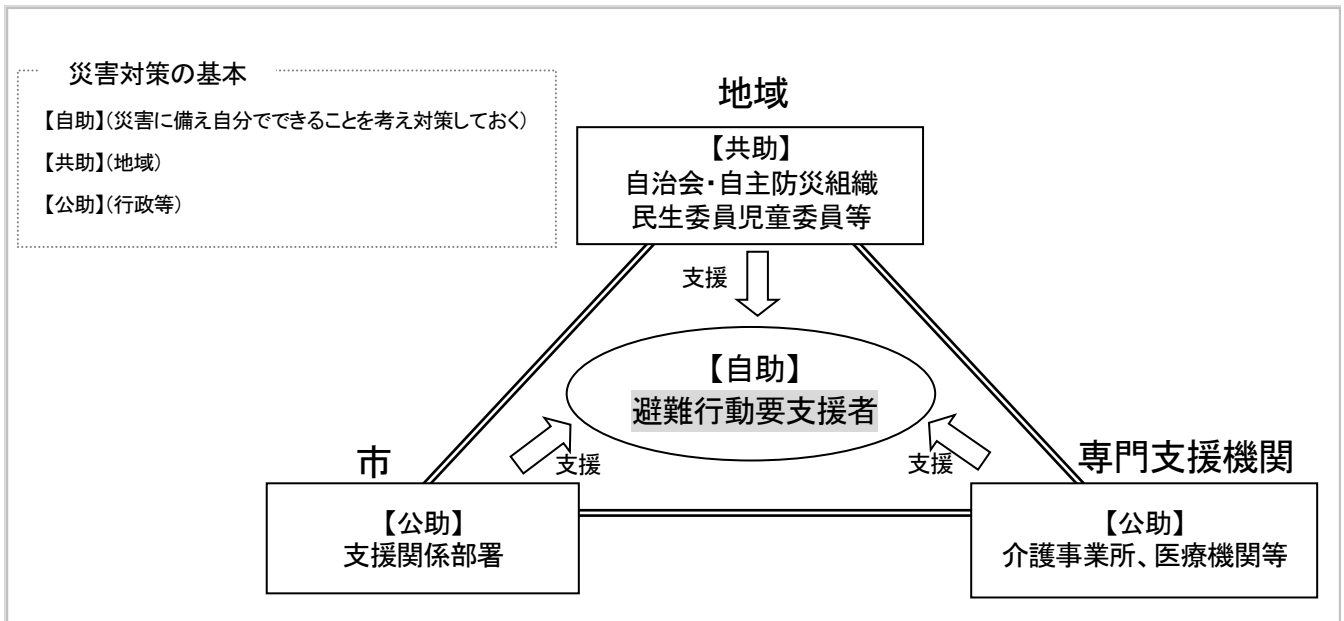 災害対策の基本
【自助】(災害に備え自分でできることを考え対策しておく)
【共助】(地域)
【公助】(行政等)
地域
【共助】
自治会・自主防災組織
民生委員児童委員等
支援
【自助】
避難行動要支援者
市
支援
支援
専門支援機関
【公助】
支援関係部署
【公助】
介護事業所、医療機関等